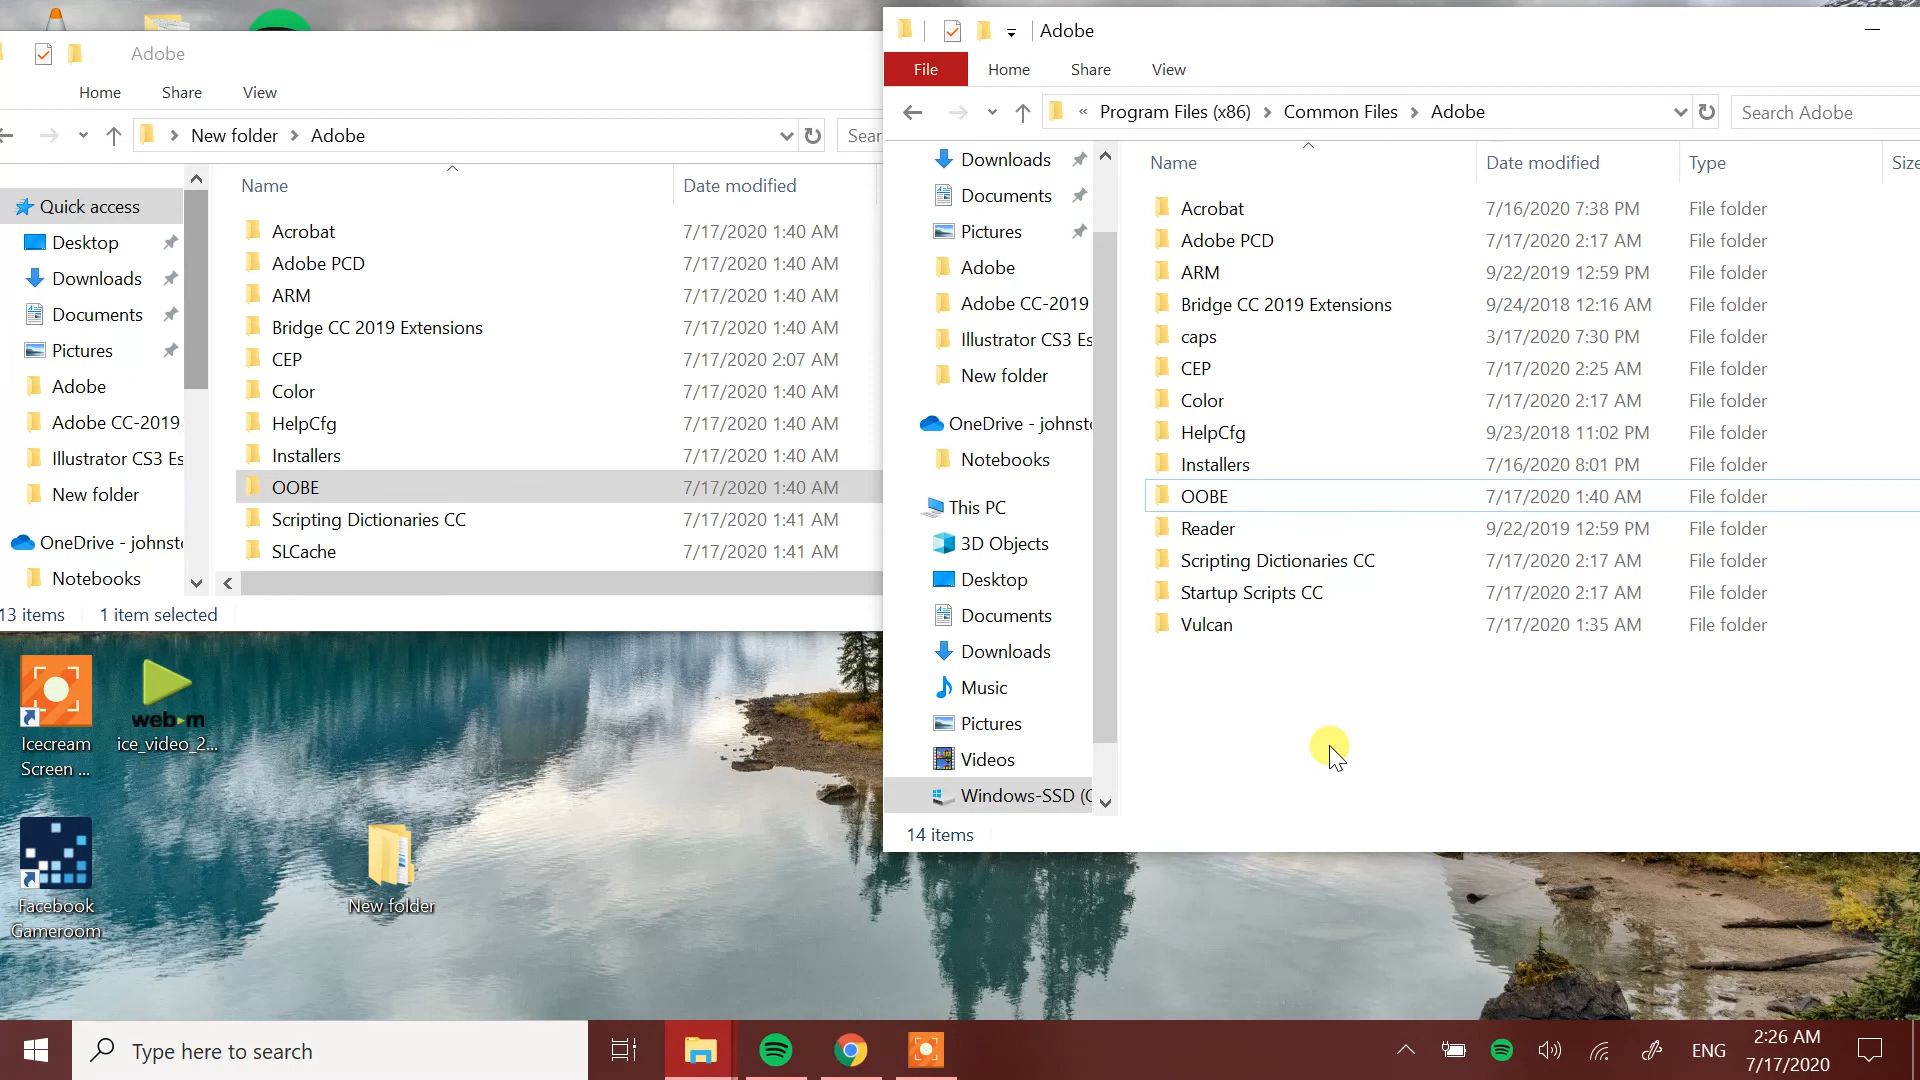 Adobe
Home Share View
New folder Adobe
Sear
Name Date modified
Quick access
Desktop
Downloads
Documents
Pictures
Adobe
Adobe CC-2019
Illustrator CS3 Es
New folder
OneDrive - johnst
Notebooks
Acrobat 7/17/2020 1:40 AM
Adobe PCD 7/17/2020 1:40 AM
ARM 7/17/2020 1:40 AM
Bridge CC 2019 Extensions 7/17/2020 1:40 AM
CEP 7/17/2020 2:07 AM
Color 7/17/2020 1:40 AM
HelpCfg 7/17/2020 1:40 AM
Installers 7/17/2020 1:40 AM
OOBE 7/17/2020 1:40 AM
Scripting Dictionaries CC 7/17/2020 1:41 AM
SLCache 7/17/2020 1:41 AM
13 items 1 item selected
Adobe
File Home Share View
« Program Files (x86) Common Files Adobe
Search Adobe
Name Date modified Type Size
Downloads
Documents
Pictures
Adobe
Adobe CC-2019
Illustrator CS3 Es
New folder
OneDrive - johnst
Notebooks
This PC
3D Objects
Desktop
Documents
Downloads
Music
Pictures
Videos
Windows-SSD (C
Acrobat 7/16/2020 7:38 PM File folder
Adobe PCD 7/17/2020 2:17 AM File folder
ARM 9/22/2019 12:59 PM File folder
Bridge CC 2019 Extensions 9/24/2018 12:16 AM File folder
caps 3/17/2020 7:30 PM File folder
CEP 7/17/2020 2:25 AM File folder
Color 7/17/2020 2:17 AM File folder
HelpCfg 9/23/2018 11:02 PM File folder
Installers 7/16/2020 8:01 PM File folder
OOBE 7/17/2020 1:40 AM File folder
Reader 9/22/2019 12:59 PM File folder
Scripting Dictionaries CC 7/17/2020 2:17 AM File folder
Startup Scripts CC 7/17/2020 2:17 AM File folder
Vulcan 7/17/2020 1:35 AM File folder
14 items
Icecream
Screen ...
web-m
ice_video_2...
Facebook
Gameroom
New folder
Type here to search
ENG
2:26 AM
7/17/2020